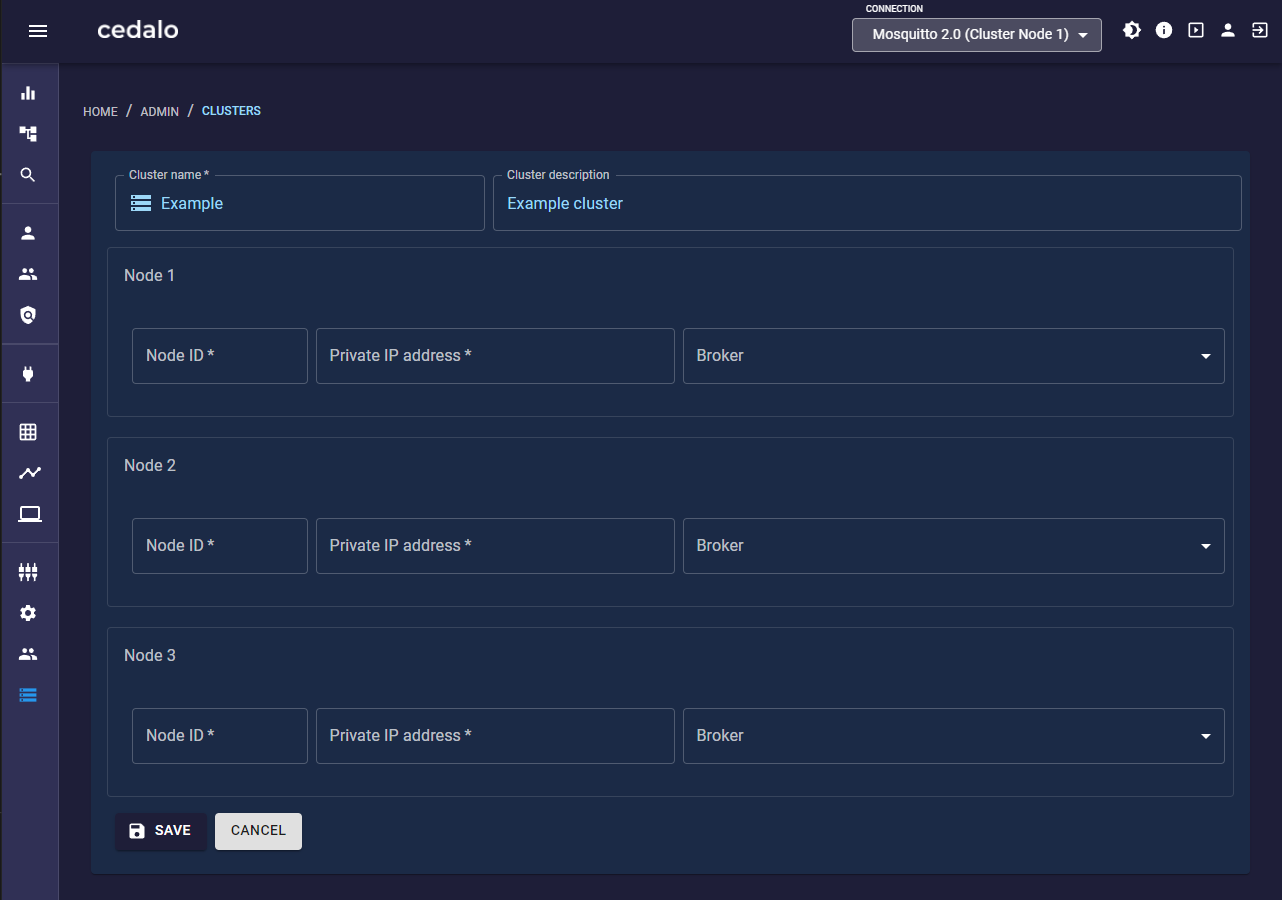 cedalo
CONNECTION
Mosquitto 2.0 (Cluster Node 1)
HOME / ADMIN / CLUSTERS
Cluster name *
Example
Cluster description
Example cluster
Node 1
Node ID * Private IP address * Broker
Node 2
Node ID * Private IP address * Broker
Node 3
Node ID * Private IP address * Broker
SAVE CANCEL